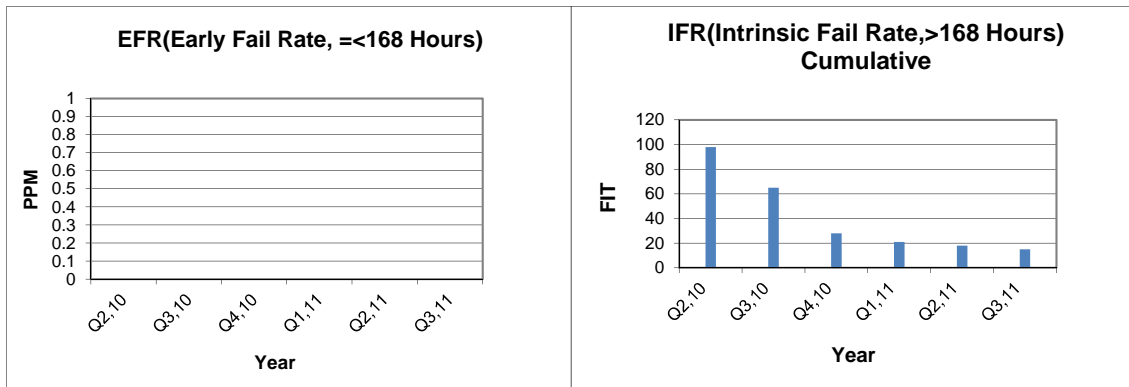 EFR(Early Fail Rate, =<168 Hours)
PPM
1
0.9
0.8
0.7
0.6
0.5
0.4
0.3
0.2
0.1
0
Q2,10
Q3,10
Q4,10
Q1,11
Q2,11
Q3,11
Year
IFR(Intrinsic Fail Rate,>168 Hours)
Cumulative
FIT
120
100
80
60
40
20
0
Q2,10
Q3,10
Q4,10
Q1,11
Q2,11
Q3,11
Year